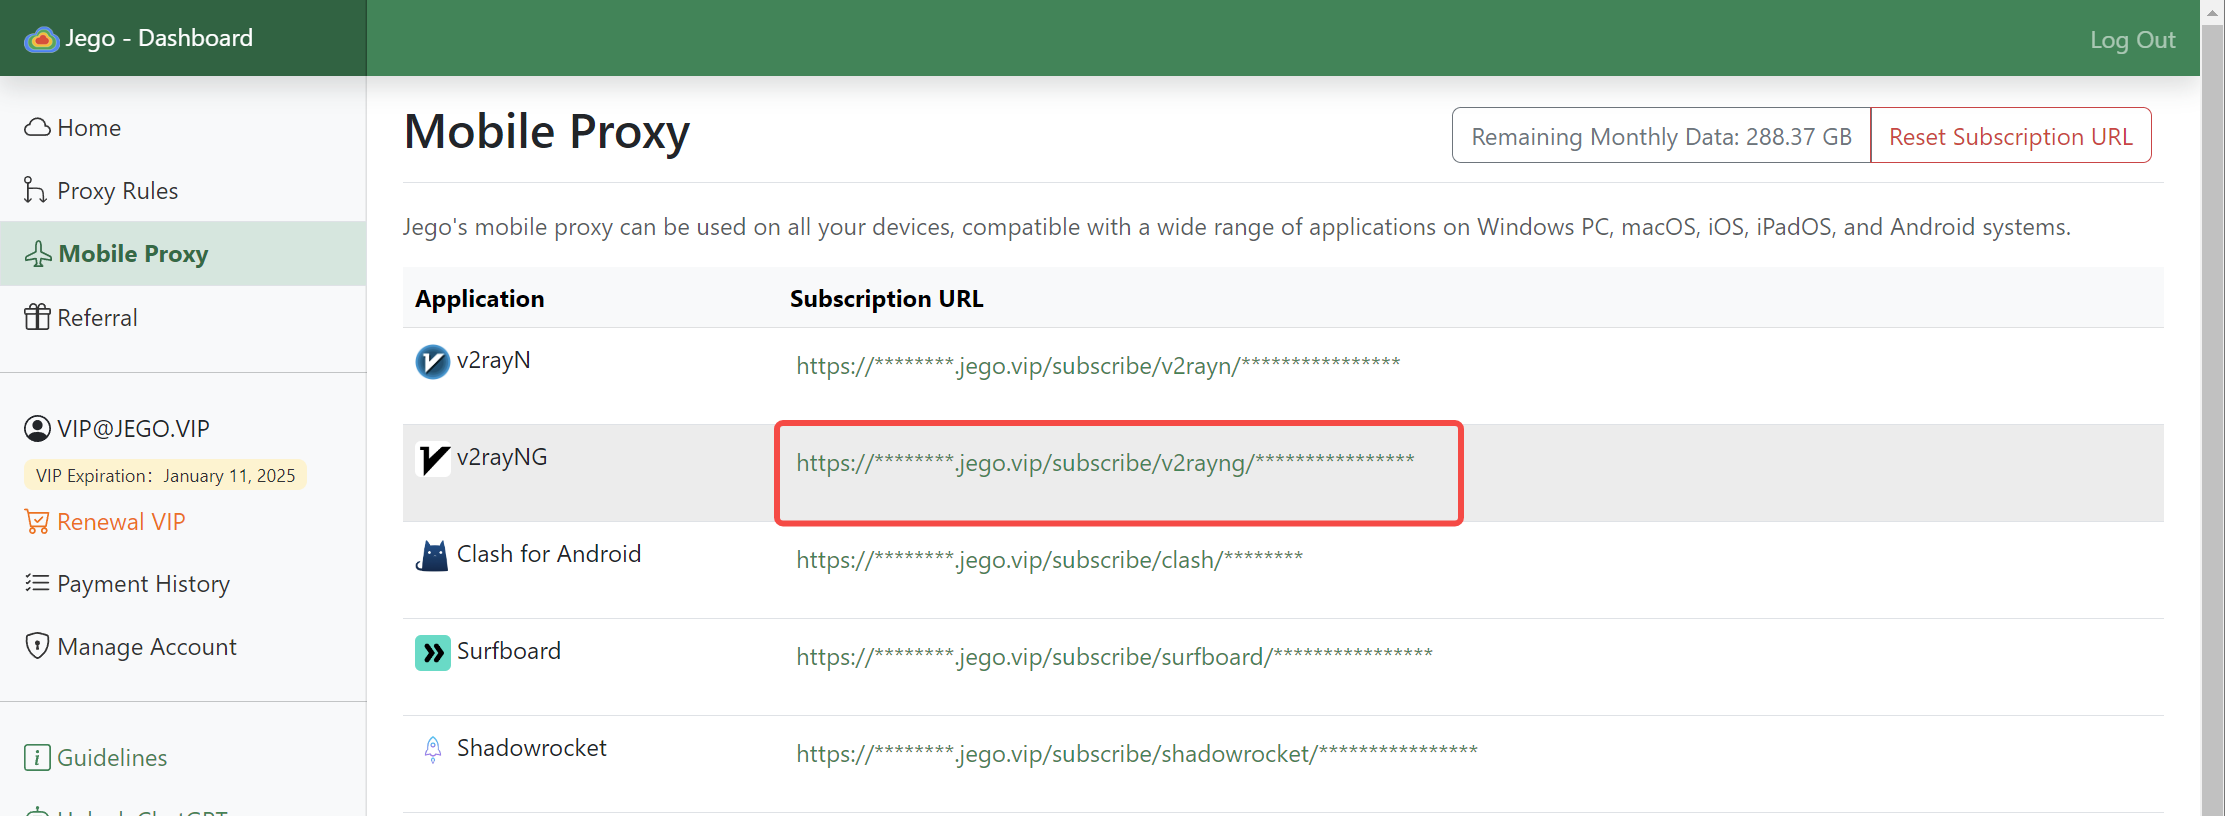 Jego - Dashboard
Log Out
Home
Proxy Rules
Mobile Proxy
Referral
VIP@JEGO.VIP
VIP Expiration：January 11, 2025
Renewal VIP
Payment History
Manage Account
Guidelines
Mobile Proxy
Remaining Monthly Data: 288.37 GB
Reset Subscription URL
Jego's mobile proxy can be used on all your devices, compatible with a wide range of applications on Windows PC, macOS, iOS, iPadOS, and Android systems.
Application Subscription URL
v2rayN https://********.jego.vip/subscribe/v2rayn/****************
v2rayNG https://********.jego.vip/subscribe/v2rayng/****************
Clash for Android https://********.jego.vip/subscribe/clash/********
Surfboard https://********.jego.vip/subscribe/surfboard/****************
Shadowrocket https://********.jego.vip/subscribe/shadowrocket/****************